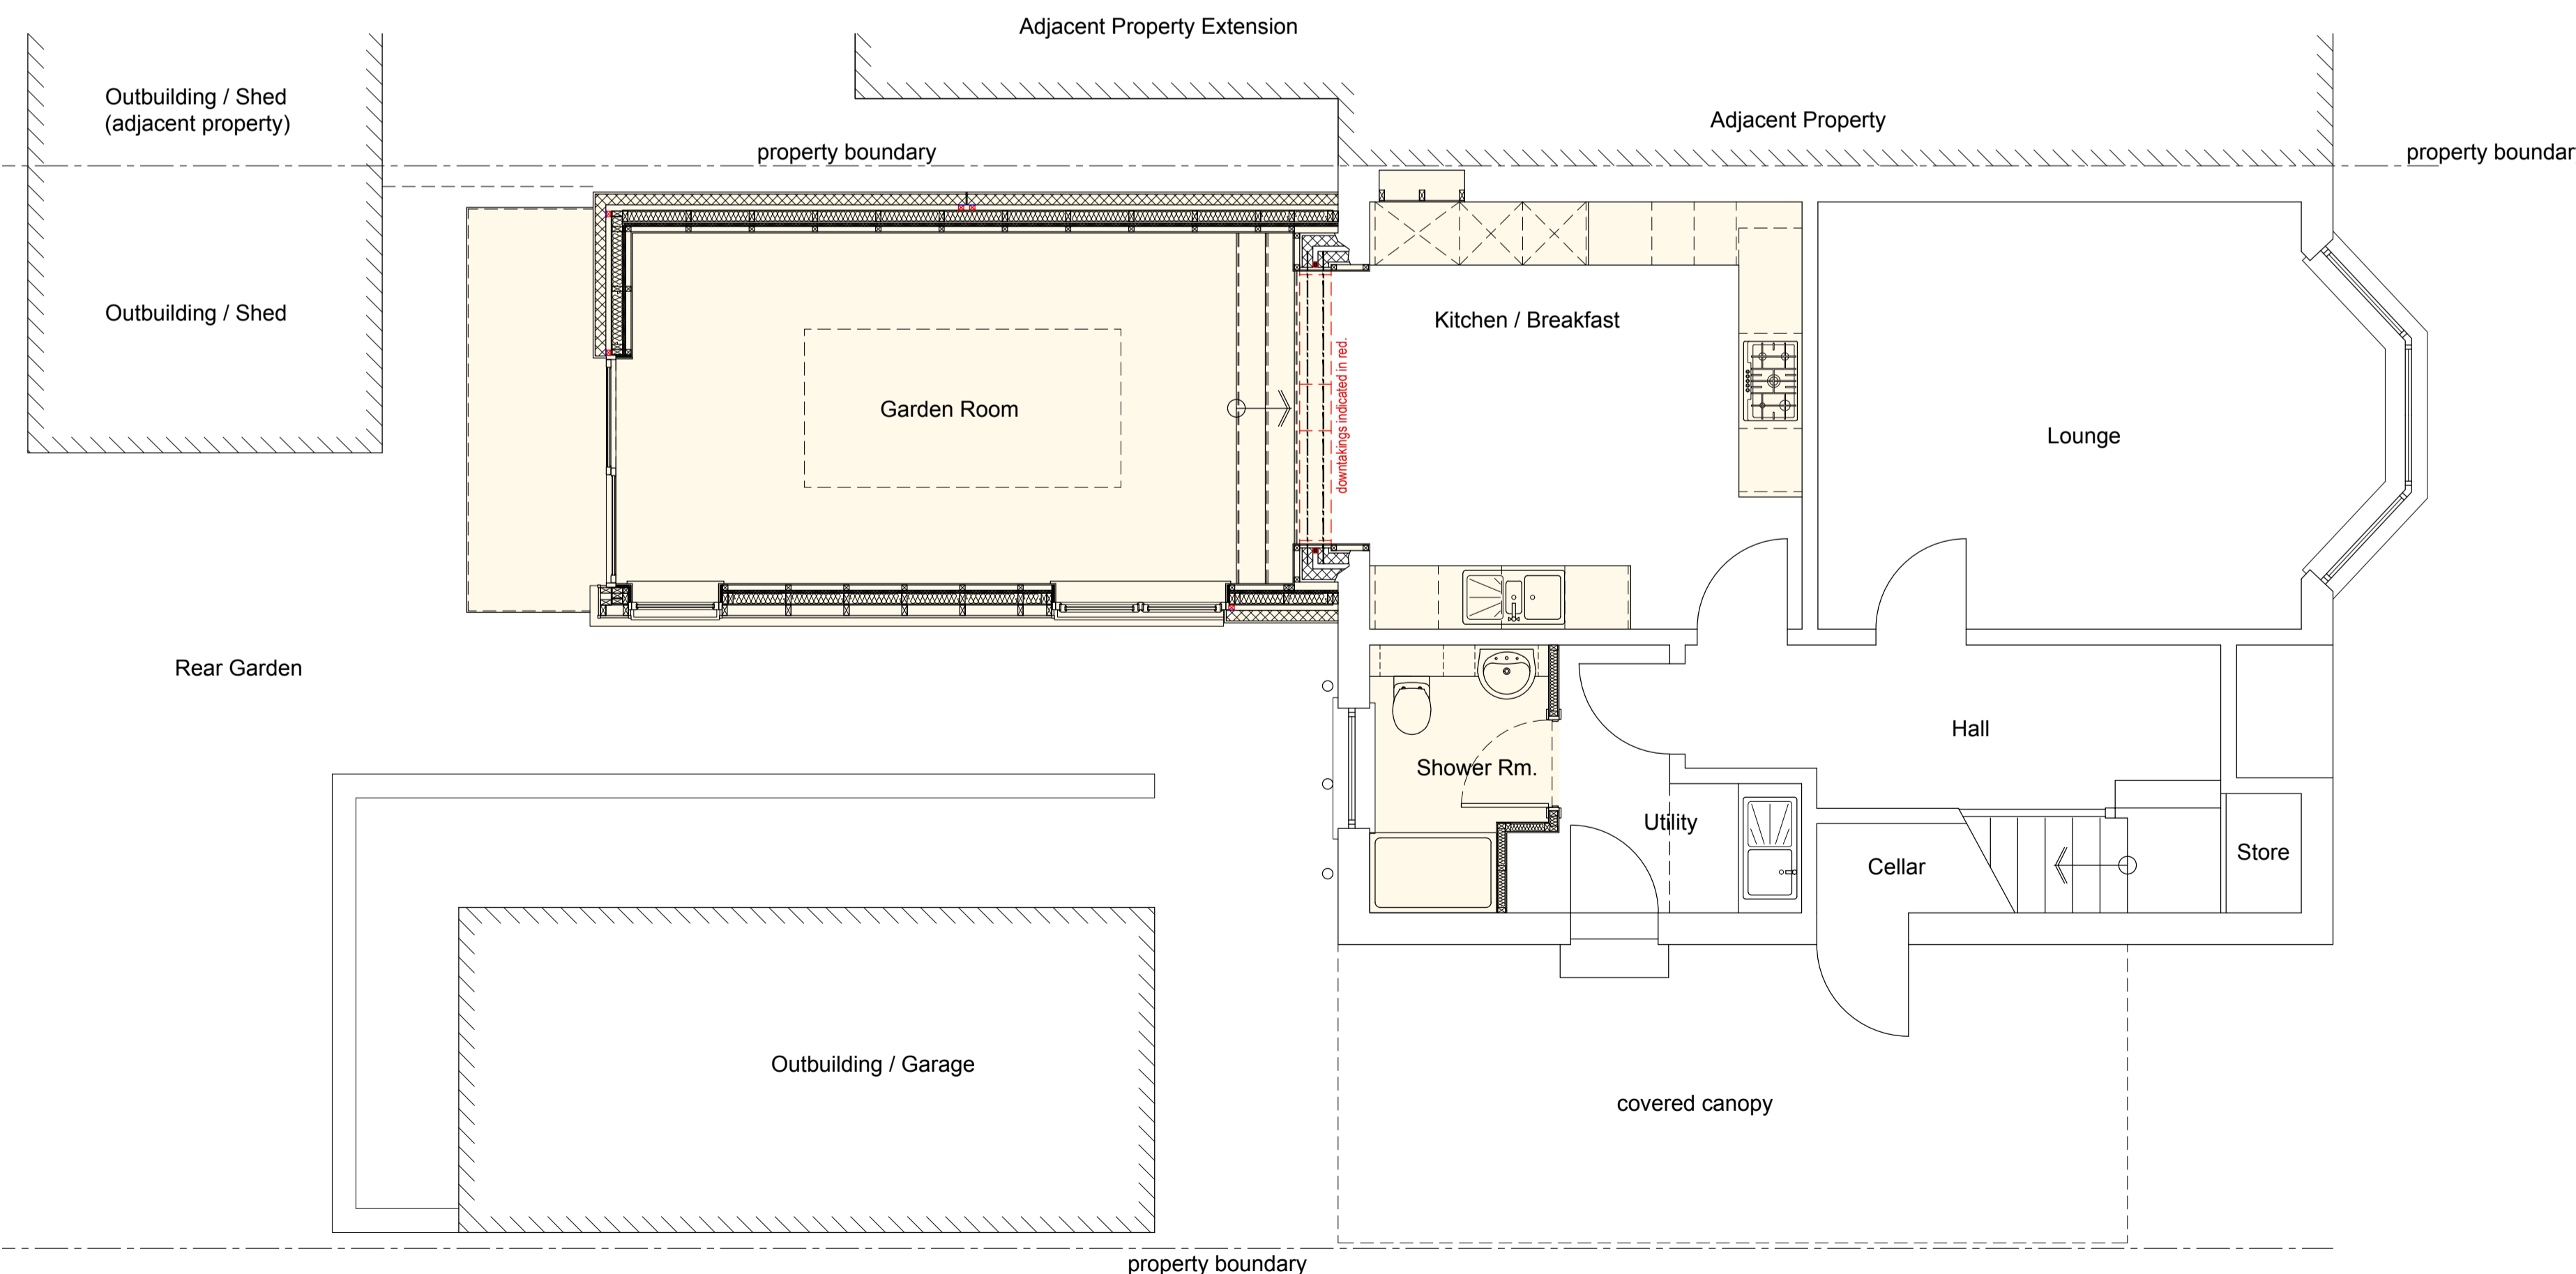 Adjacent Property Extension
Outbuilding / Shed
(adjacent property)
Adjacent Property
property boundary
property boundar
Outbuilding / Shed
Kitchen / Breakfast
Garden Room
downtakings indicated in red.
Lounge
Rear Garden
Hall
Shower Rm.
Utility
Cellar
Store
Outbuilding / Garage
covered canopy
property boundary